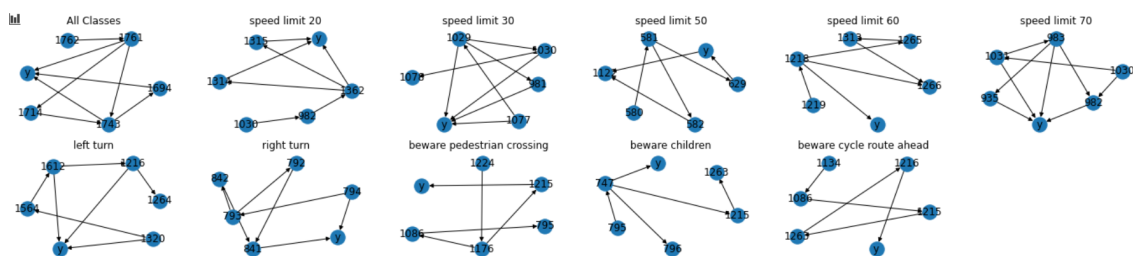 All Classes
speed limit 20
speed limit 30
speed limit 50
speed limit 60
speed limit 70
1762 1761
y
1694
1714 1743
1315 y
1314
1362
1030 982
1029 1030
1078
981
y 1077
581 y
1122
629
580 582
1313 1265
1218
1266
1219
y
983
1031
1030
935
982
y
left turn
right turn
beware pedestrian crossing
beware children
beware cycle route ahead
1612 1216
1264
1564
1320
y
792
842
794
793
y
841
1224
y
1215
1086
795
1176
y
747
1263
1215
795
796
1134 1216
1086
1215
1263
y